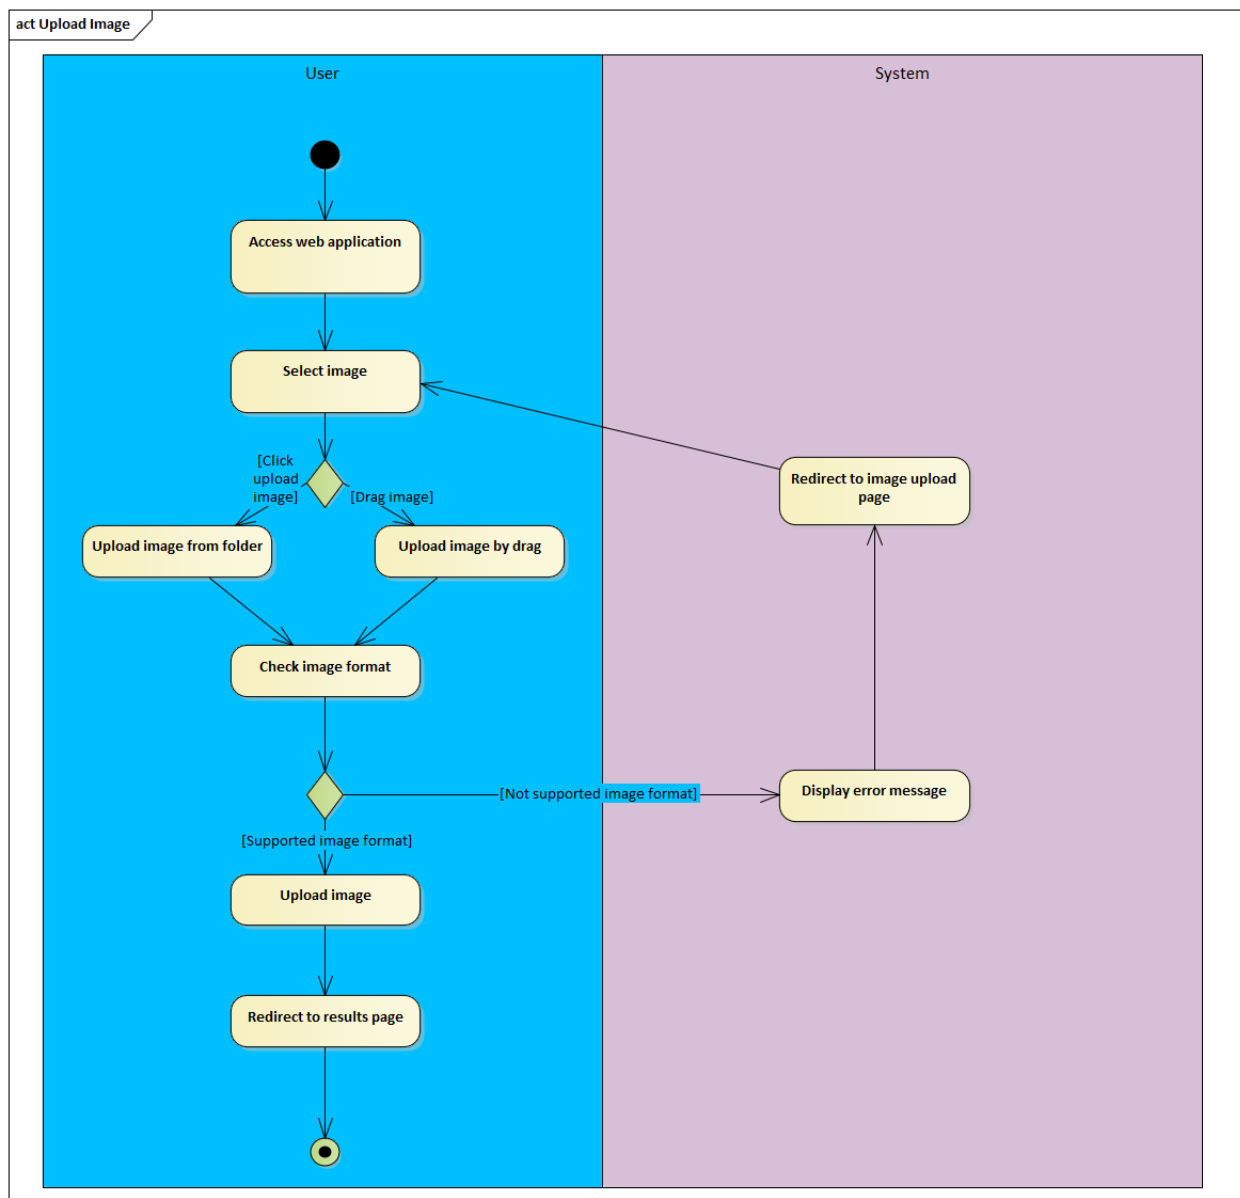 act Upload Image
User
System
Access web application
Select image
[Click
upload
image]
[Drag image]
Redirect to image upload
page
Upload image from folder
Upload image by drag
Check image format
[Not supported image format]
Display error message
[Supported image format]
Upload image
Redirect to results page